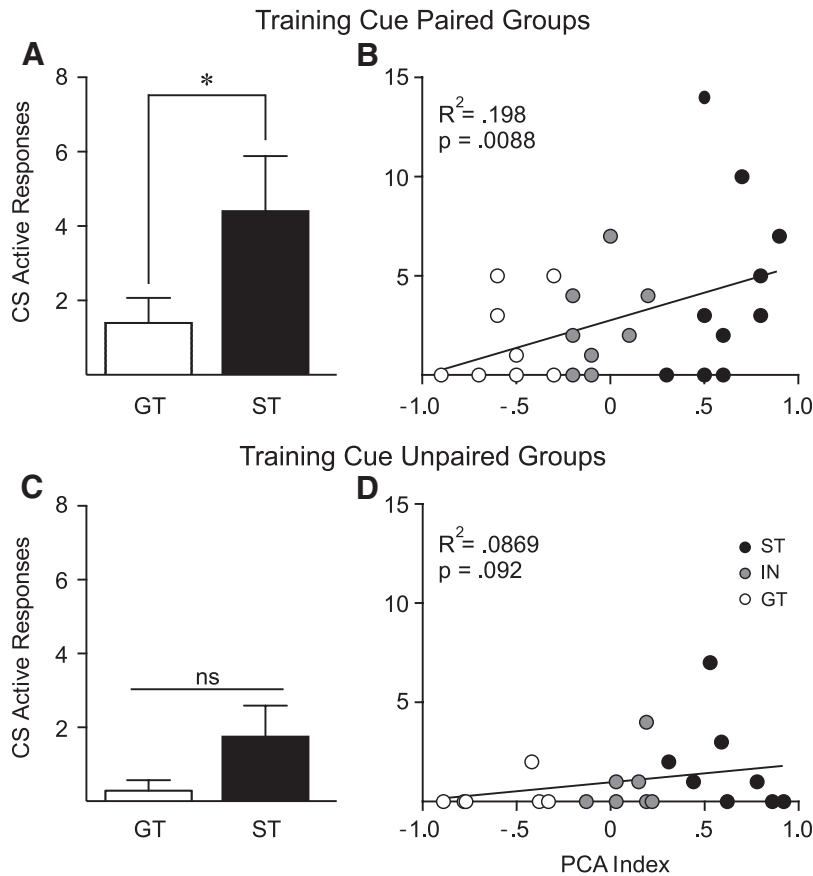 Training Cue Paired Groups
A
B
CS Active Responses
8
6
4
2
*
GT
ST
15
10
5
R2= .198
p = .0088
-1.0
-.5
0
.5
1.0
Training Cue Unpaired Groups
C
D
CS Active Responses
8
6
4
2
ns
GT
ST
15
10
5
R2= .0869
p = .092
ST
IN
GT
-1.0
-.5
0
.5
1.0
PCA Index